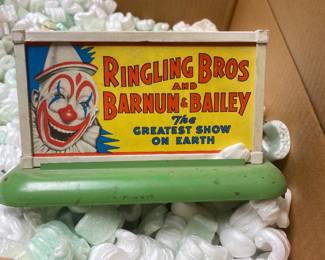 RINGLING BROS
AND
BARNUM & BAILEY
The
GREATEST SHOW
ON EARTH